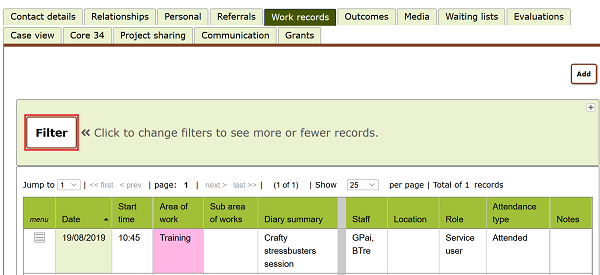 Contact details Relationships Personal Referrals Work records Outcomes Media Waiting lists Evaluations
Case view Core 34 Project sharing Communication Grants
Add
Filter « Click to change filters to see more or fewer records.
Jump to 1 | << first < prev | page: 1 | next > last >> | (1 of 1) | Show 25 per page | Total of 1 records
menu Date Start time Area of work Sub area of works Diary summary Staff Location Role Attendance type Notes
19/08/2019 10:45 Training Crafty stressbusters session GPai, BTre Service user Attended